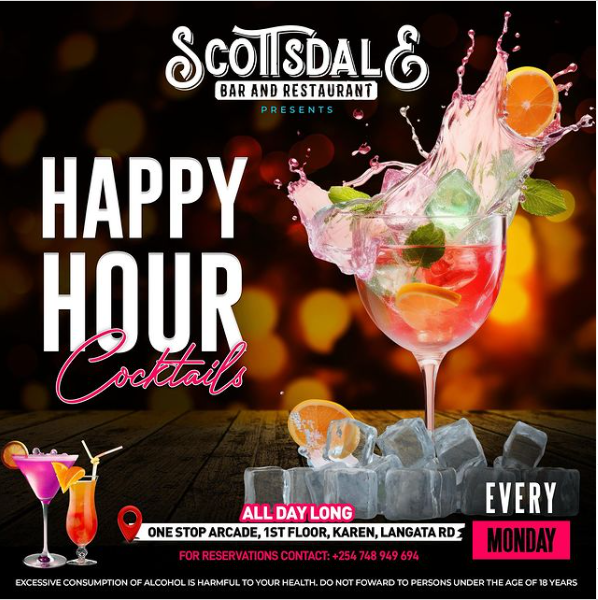 SCOTTSDALE
BAR AND RESTAURANT
PRESENTS
HAPPY
HOUR
Cocktails
ALL DAY LONG
ONE STOP ARCADE, 1ST FLOOR, KAREN, LANGATA RD
FOR RESERVATIONS CONTACT: +254 748 949 694
EVERY
MONDAY
EXCESSIVE CONSUMPTION OF ALCOHOL IS HARMFUL TO YOUR HEALTH. DO NOT FOWARD TO PERSONS UNDER THE AGE OF 18 YEARS